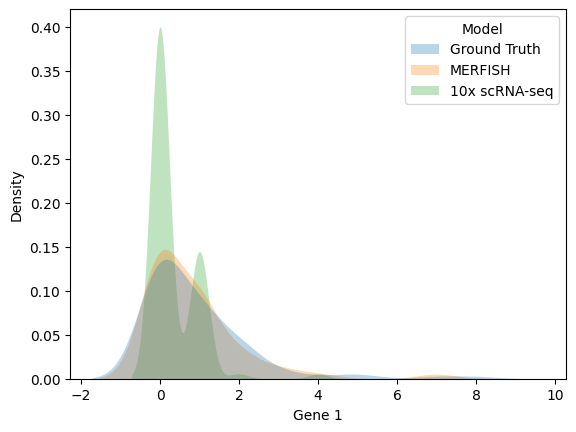 Model
Ground Truth
MERFISH
10x scRNA-seq
0.40
0.35
0.30
0.25
0.20
0.15
0.10
0.05
0.00
Density
−2
0
2
4
6
8
10
Gene 1